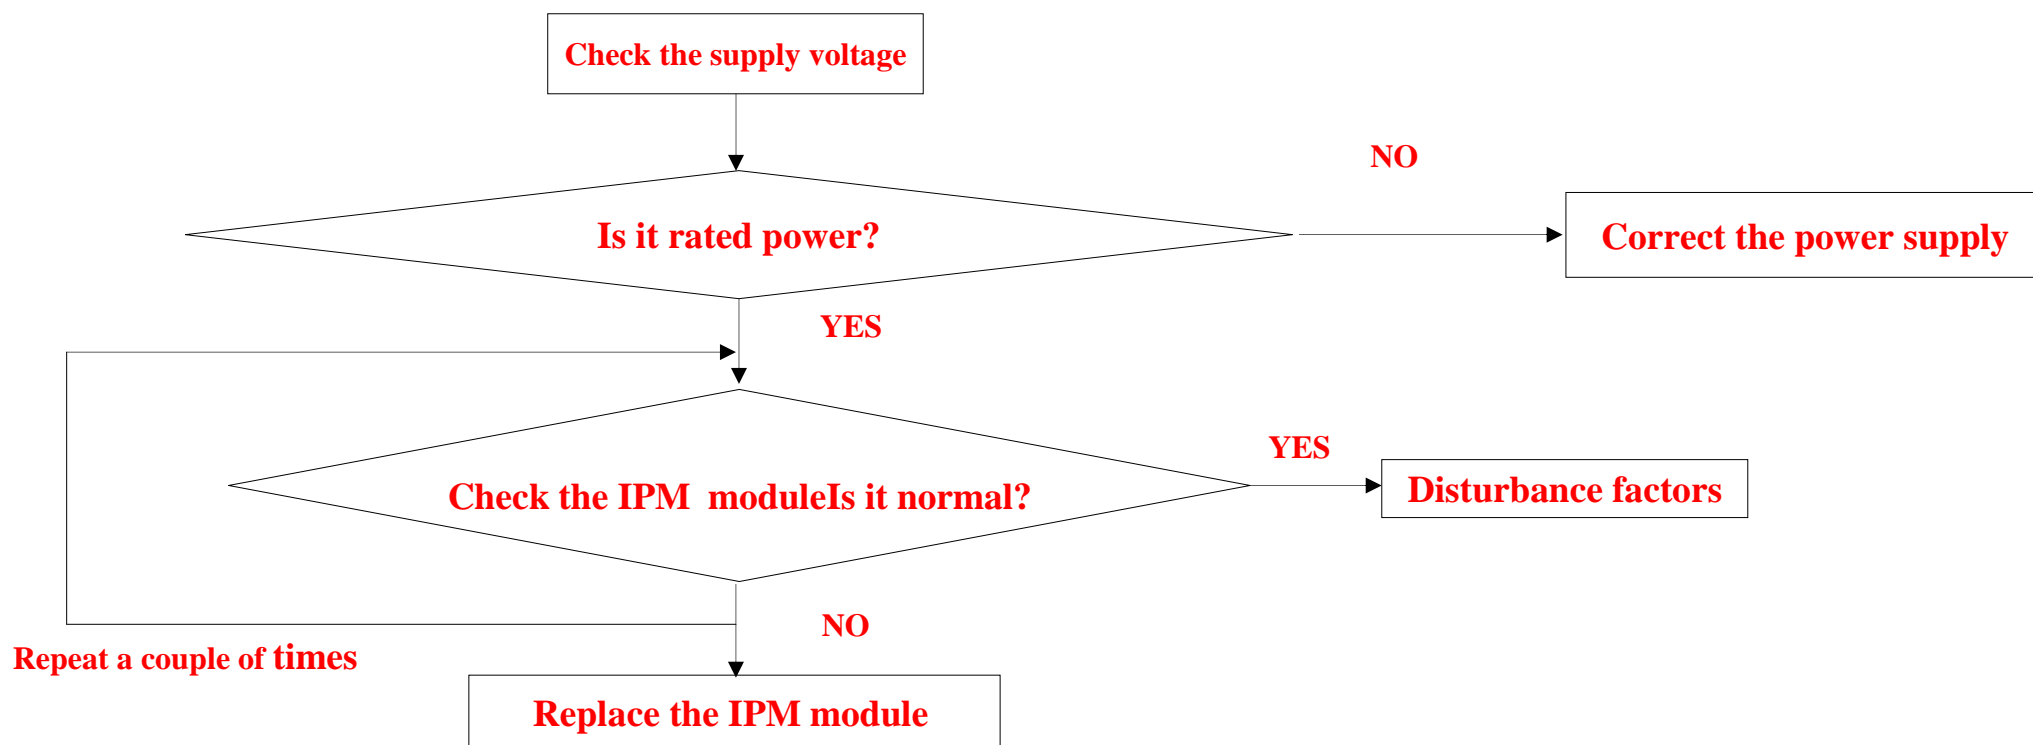 Check the supply voltage
NO
Is it rated power?
Correct the power supply
YES
YES
Check the IPM  moduleIs it normal?
Disturbance factors
NO
Repeat a couple of times
Replace the IPM module